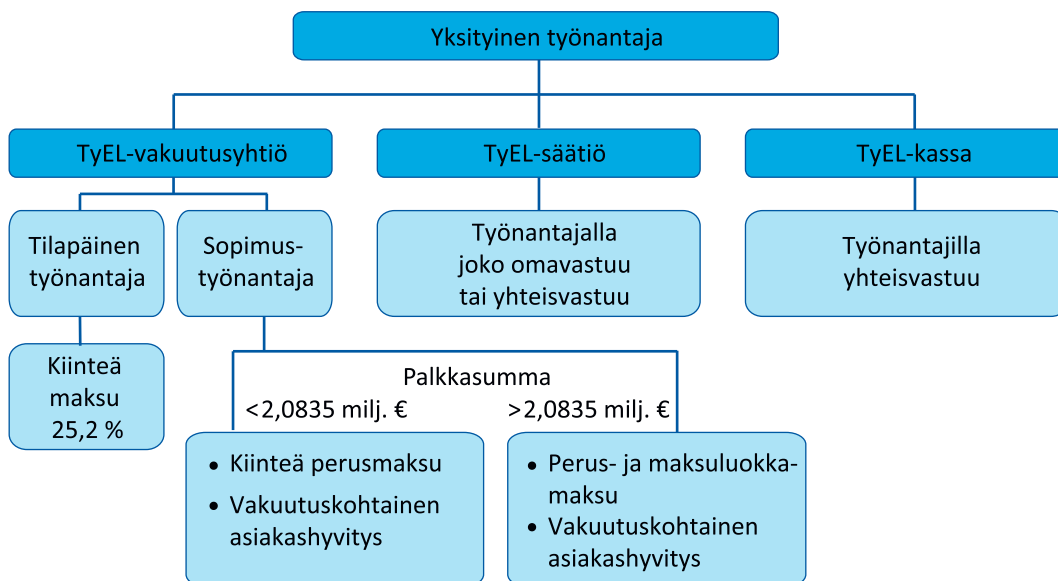 Yksityinen työnantaja
TyEL-vakuutusyhtiö
TyEL-säätiö
TyEL-kassa
Tilapäinen
työnantaja
Sopimus-
työnantaja
Työnantajalla
joko omavastuu
tai yhteisvastuu
Työnantajilla
yhteisvastuu
Kiinteä
maksu
25,2 %
Palkkasumma
<2,0835 milj. €
>2,0835 milj. €
• Kiinteä perusmaksu
• Vakuutuskohtainen
asiakashyvitys
• Perus- ja maksuluokka-
maksu
• Vakuutuskohtainen
asiakashyvitys